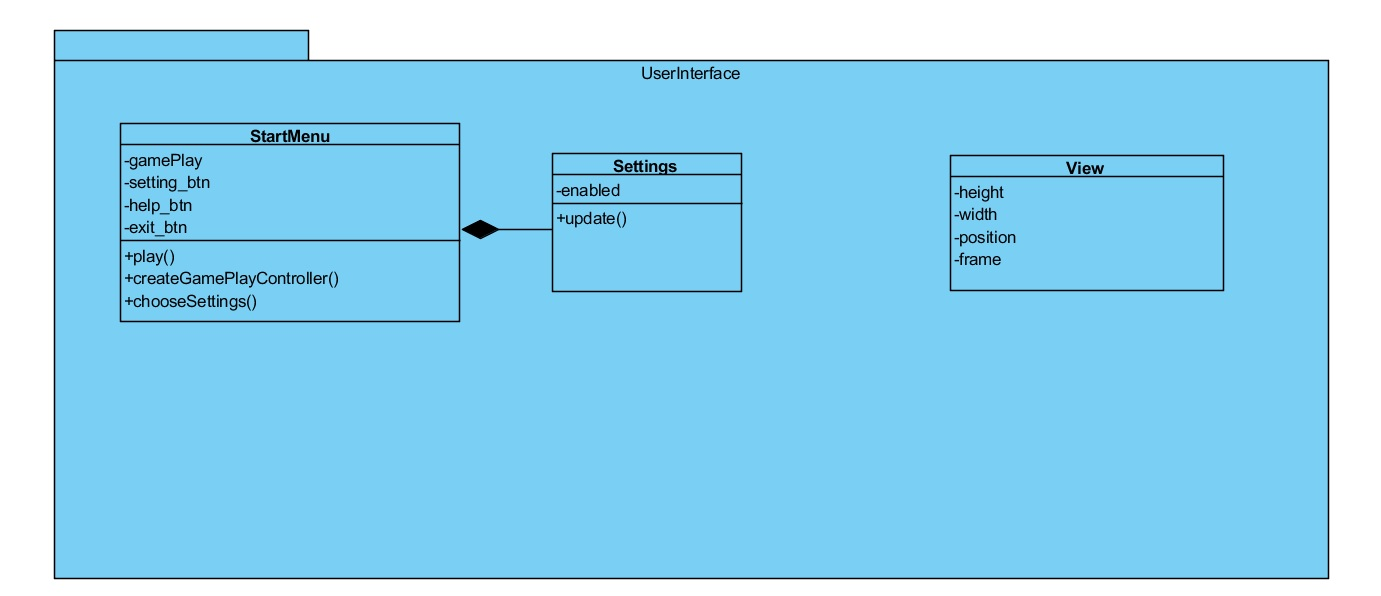 UserInterface
StartMenu
-gamePlay
-setting_btn
-help_btn
-exit_btn
+play()
+createGamePlayController()
+chooseSettings()
Settings
-enabled
+update()
View
-height
-width
-position
-frame